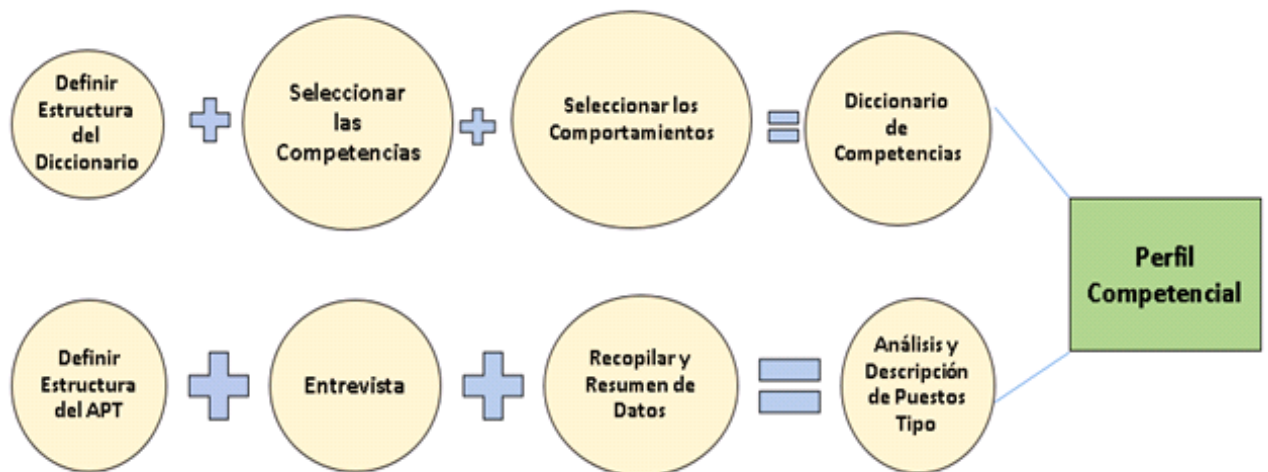 Definir
Estructura
del
Diccionario
Seleccionar
las
Competencias
Seleccionar los
Comportamientos
Diccionario
de
Competencias
Perfil
Competencial
Definir
Estructura
del APT
Entrevista
Recopilar y
Resumen de
Datos
Análisis y
Descripción
de Puestos
Tipo